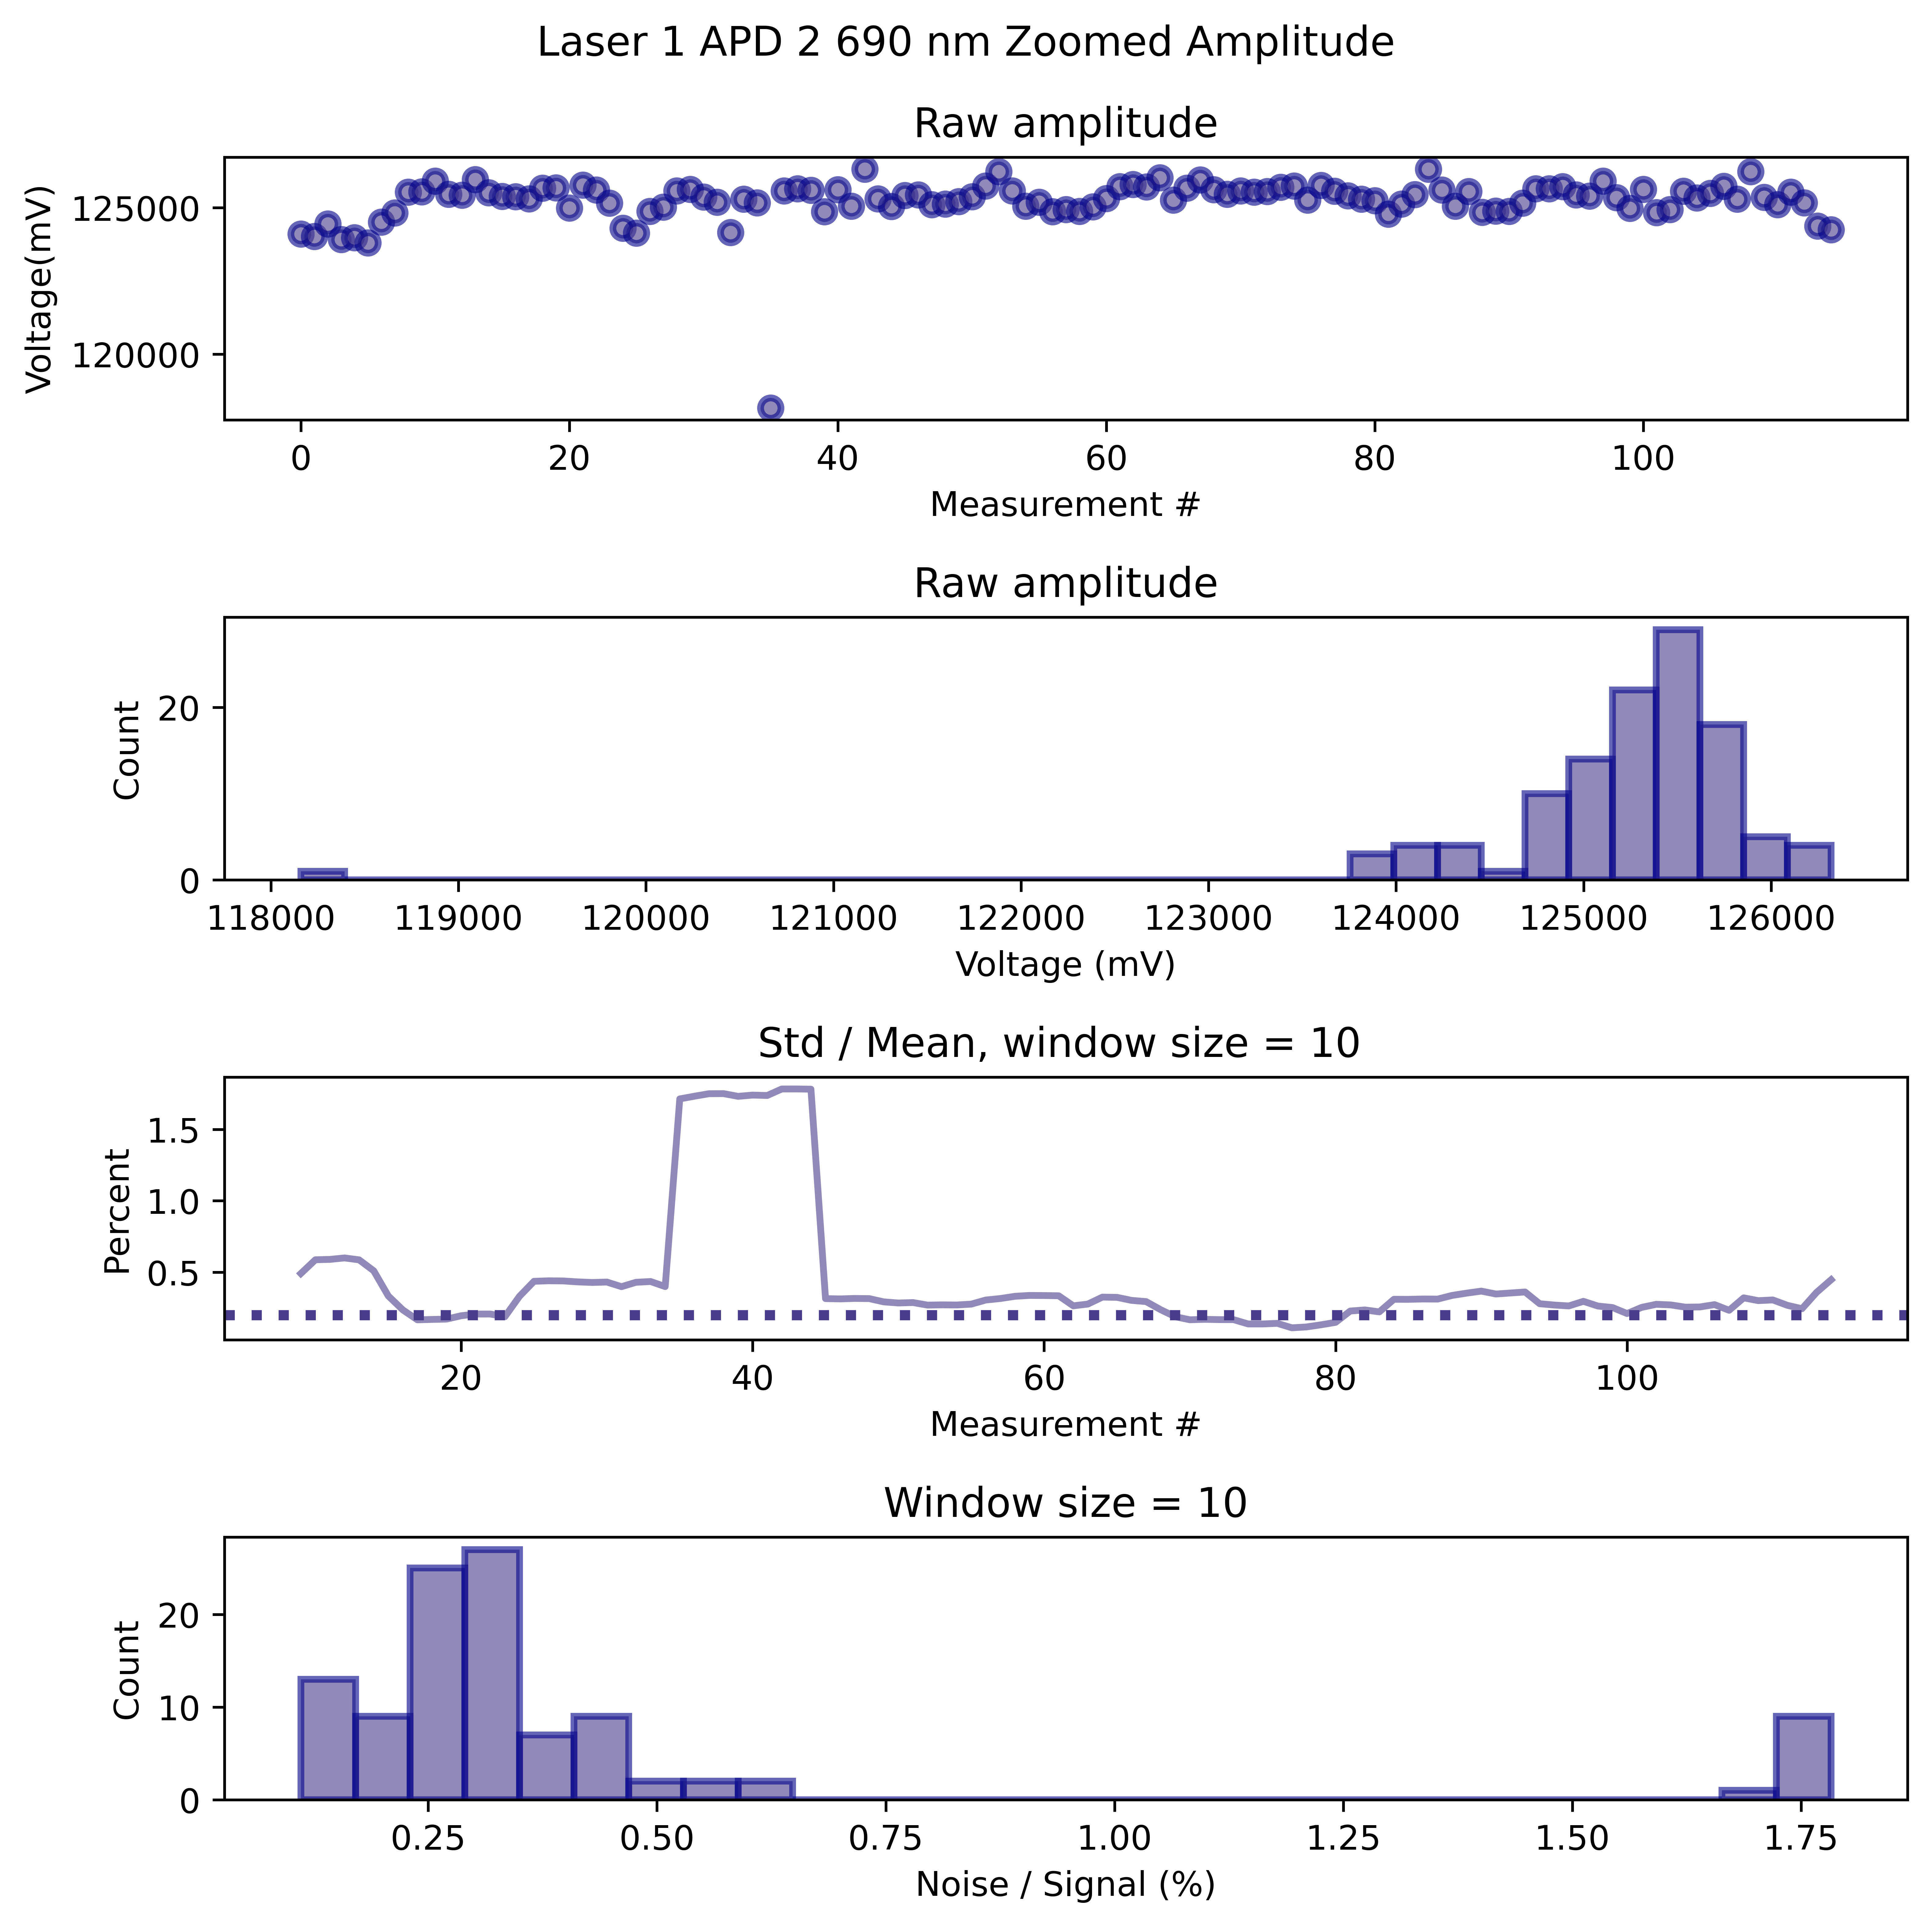 Laser 1 APD 2 690 nm Zoomed Amplitude
Raw amplitude
Voltage(mV)
125000
120000
0 20 40 60 80 100
Measurement #
Raw amplitude
Count
20
0
118000 119000 120000 121000 122000 123000 124000 125000 126000
Voltage (mV)
Std / Mean, window size = 10
Percent
1.5
1.0
0.5
20 40 60 80 100
Measurement #
Window size = 10
Count
20
10
0
0.25 0.50 0.75 1.00 1.25 1.50 1.75
Noise / Signal (%)